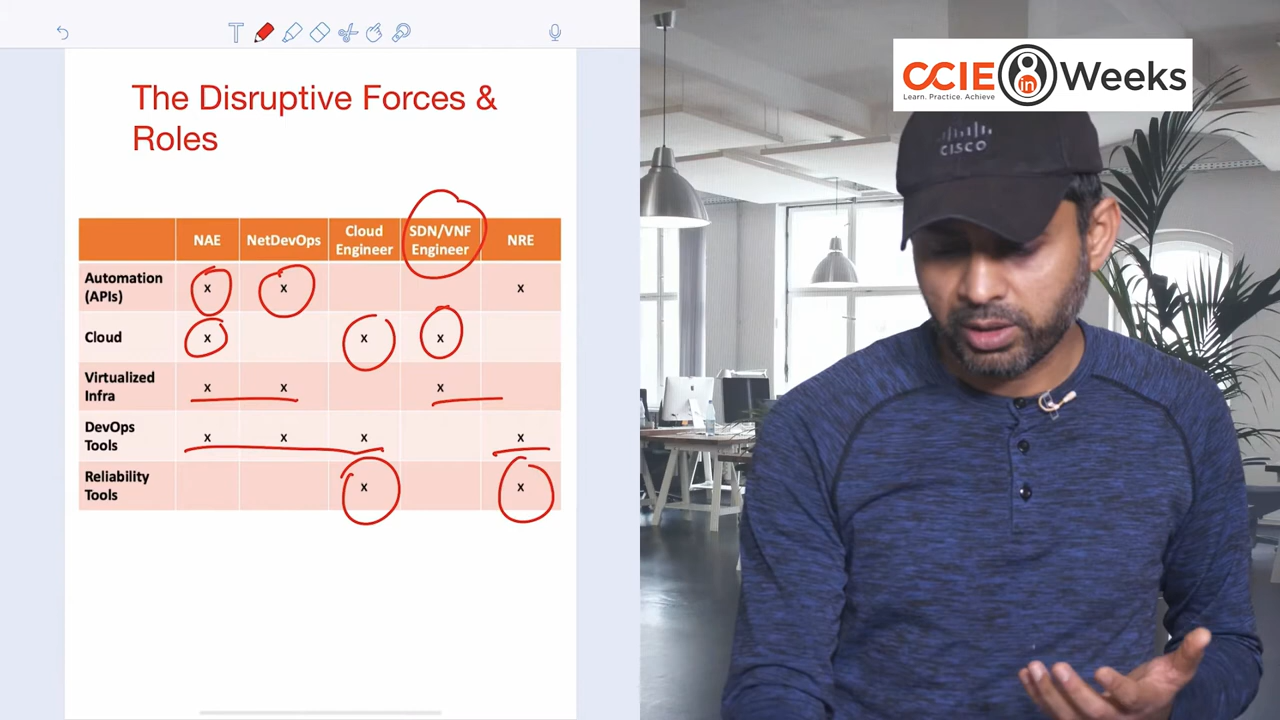 The Disruptive Forces &
Roles
NAE NetDevOps Cloud Engineer SDN/VNF Engineer NRE
Automation (APIs) x x x
Cloud x x x
Virtualized Infra x x x
DevOps Tools x x x x
Reliability Tools x x
CCIE 8 in Weeks
Learn. Practice. Achieve
CISCO